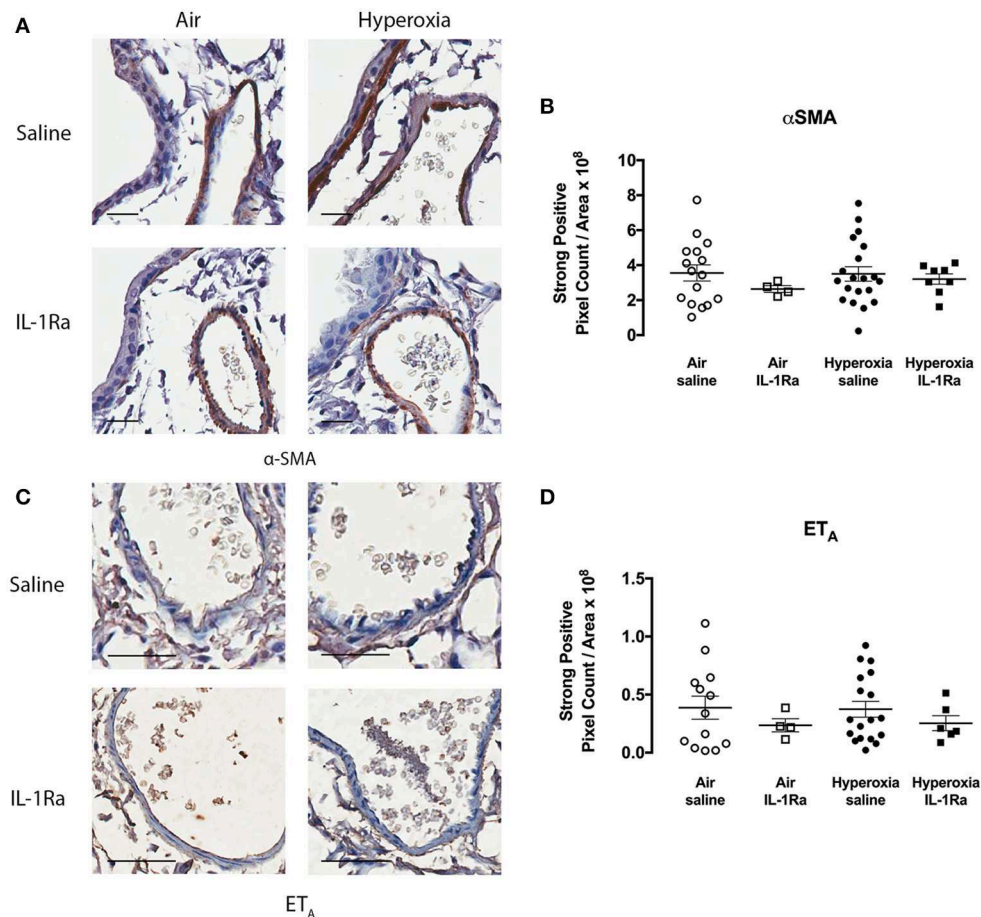 A
Air
Hyperoxia
Saline
IL-1Ra
α-SMA
B
αSMA
Strong Positive
Pixel Count / Area x 10⁸
10
8
6
4
2
0
Air
saline
Air
IL-1Ra
Hyperoxia
saline
Hyperoxia
IL-1Ra
C
Saline
IL-1Ra
ET_A
D
ET_A
Strong Positive
Pixel Count / Area x 10⁸
1.5
1.0
0.5
0.0
Air
saline
Air
IL-1Ra
Hyperoxia
saline
Hyperoxia
IL-1Ra